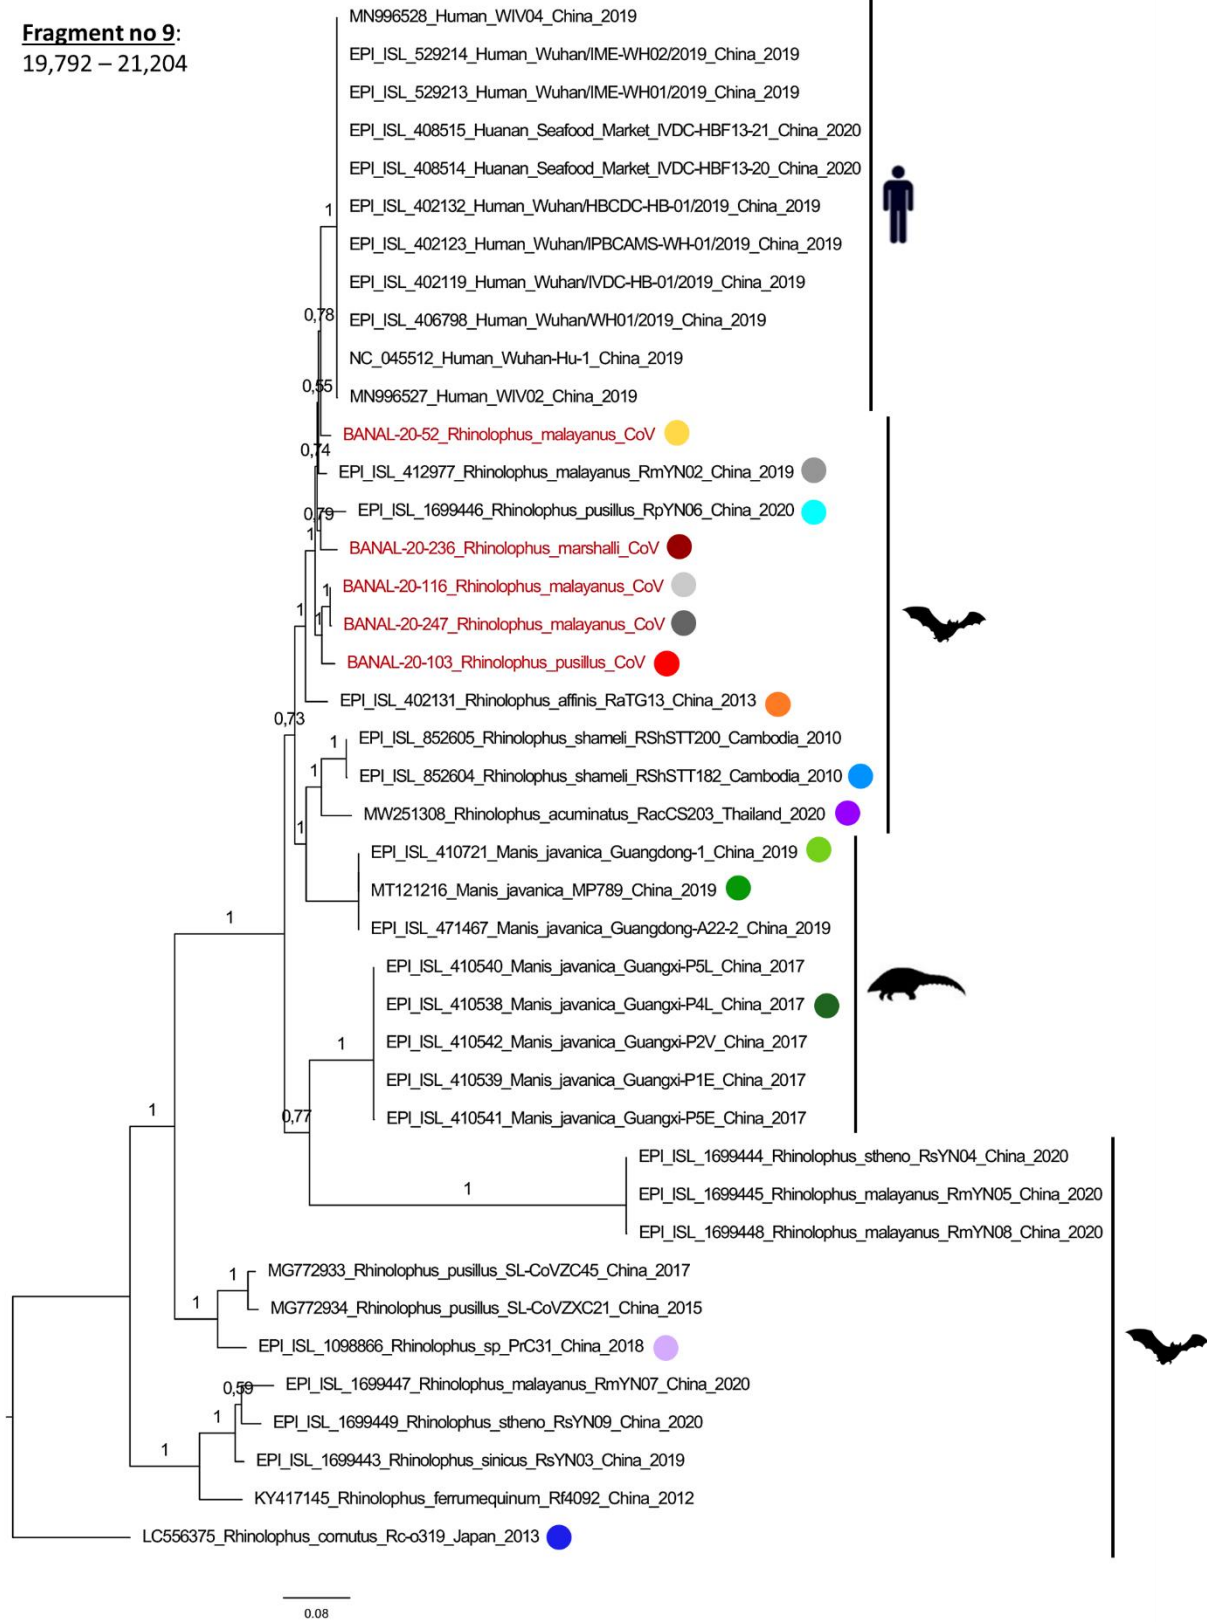 Fragment no 9:
19,792 – 21,204
MN996528_Human_WIV04_China_2019
EPI_ISL_529214_Human_Wuhan/IME-WH02/2019_China_2019
EPI_ISL_529213_Human_Wuhan/IME-WH01/2019_China_2019
EPI_ISL_408515_Huanan_Seafood_Market_IVDC-HBF13-21_China_2020
EPI_ISL_408514_Huanan_Seafood_Market_IVDC-HBF13-20_China_2020
1
EPI_ISL_402132_Human_Wuhan/HBCDC-HB-01/2019_China_2019
EPI_ISL_402123_Human_Wuhan/IPBCAMS-WH-01/2019_China_2019
EPI_ISL_402119_Human_Wuhan/IVDC-HB-01/2019_China_2019
0,78
EPI_ISL_406798_Human_Wuhan/WH01/2019_China_2019
NC_045512_Human_Wuhan-Hu-1_China_2019
0,55
MN996527_Human_WIV02_China_2019
BANAL-20-52_Rhinolophus_malayanus_CoV
0,74
EPI_ISL_412977_Rhinolophus_malayanus_RmYN02_China_2019
0,79
EPI_ISL_1699446_Rhinolophus_pusillus_RpYN06_China_2020
1
BANAL-20-236_Rhinolophus_marshalli_CoV
1
BANAL-20-116_Rhinolophus_malayanus_CoV
1
1
BANAL-20-247_Rhinolophus_malayanus_CoV
BANAL-20-103_Rhinolophus_pusillus_CoV
EPI_ISL_402131_Rhinolophus_affinis_RaTG13_China_2013
0,73
1
EPI_ISL_852605_Rhinolophus_shameli_RShSTT200_Cambodia_2010
1
EPI_ISL_852604_Rhinolophus_shameli_RShSTT182_Cambodia_2010
MW251308_Rhinolophus_acuminatus_RacCS203_Thailand_2020
1
EPI_ISL_410721_Manis_javanica_Guangdong-1_China_2019
MT121216_Manis_javanica_MP789_China_2019
1
EPI_ISL_471467_Manis_javanica_Guangdong-A22-2_China_2019
EPI_ISL_410540_Manis_javanica_Guangxi-P5L_China_2017
EPI_ISL_410538_Manis_javanica_Guangxi-P4L_China_2017
1
EPI_ISL_410542_Manis_javanica_Guangxi-P2V_China_2017
EPI_ISL_410539_Manis_javanica_Guangxi-P1E_China_2017
1
0,77
EPI_ISL_410541_Manis_javanica_Guangxi-P5E_China_2017
EPI_ISL_1699444_Rhinolophus_stheno_RsYN04_China_2020
1
EPI_ISL_1699445_Rhinolophus_malayanus_RmYN05_China_2020
EPI_ISL_1699448_Rhinolophus_malayanus_RmYN08_China_2020
1
MG772933_Rhinolophus_pusillus_SL-CoVZC45_China_2017
1
MG772934_Rhinolophus_pusillus_SL-CoVZXC21_China_2015
EPI_ISL_1098866_Rhinolophus_sp_PrC31_China_2018
0,59
EPI_ISL_1699447_Rhinolophus_malayanus_RmYN07_China_2020
1
EPI_ISL_1699449_Rhinolophus_stheno_RsYN09_China_2020
1
EPI_ISL_1699443_Rhinolophus_sinicus_RsYN03_China_2019
KY417145_Rhinolophus_ferrumequinum_Rf4092_China_2012
LC556375_Rhinolophus_cornutus_Rc-o319_Japan_2013
0.08